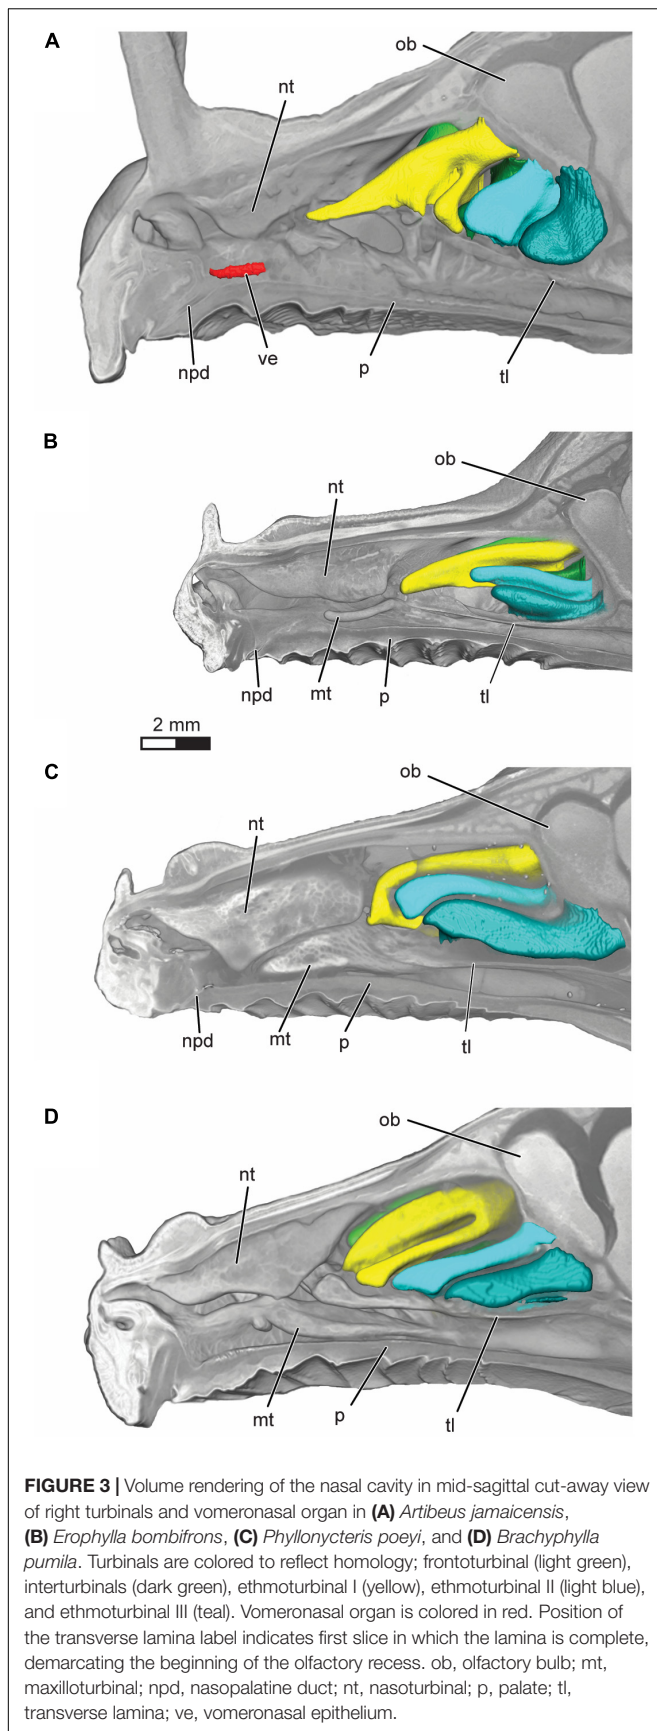 A
ob
nt
npd
ve
p
tl
B
ob
nt
npd
mt
p
tl
2 mm
C
ob
nt
npd
mt
p
tl
D
ob
nt
mt
p
tl
FIGURE 3 | Volume rendering of the nasal cavity in mid-sagittal cut-away view
of right turbinals and vomeronasal organ in (A) Artibeus jamaicensis,
(B) Erophylla bombifrons, (C) Phyllonycteris poeyi, and (D) Brachyphylla
pumila. Turbinals are colored to reflect homology; frontoturbinal (light green),
interturbinals (dark green), ethmoturbinal I (yellow), ethmoturbinal II (light blue),
and ethmoturbinal III (teal). Vomeronasal organ is colored in red. Position of
the transverse lamina label indicates first slice in which the lamina is complete,
demarcating the beginning of the olfactory recess. ob, olfactory bulb; mt,
maxilloturbinal; npd, nasopalatine duct; nt, nasoturbinal; p, palate; tl,
transverse lamina; ve, vomeronasal epithelium.